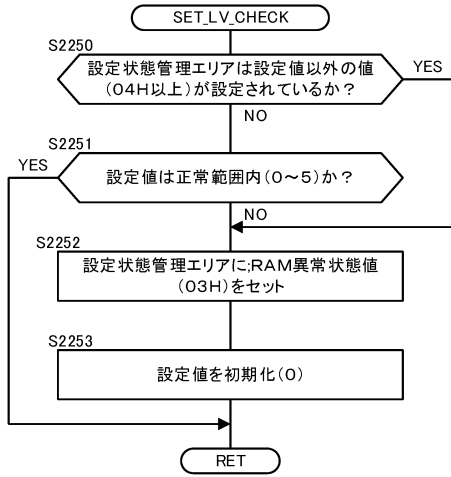 SET_LV_CHECK
S2250
設定状態管理エリアは設定値以外の値
(04H以上)が設定されているか?
YES
NO
S2251
YES
設定値は正常範囲内(0~5)か?
NO
S2252
設定状態管理エリアに;RAM異常状態値
(03H)をセット
S2253
設定値を初期化(0)
RET